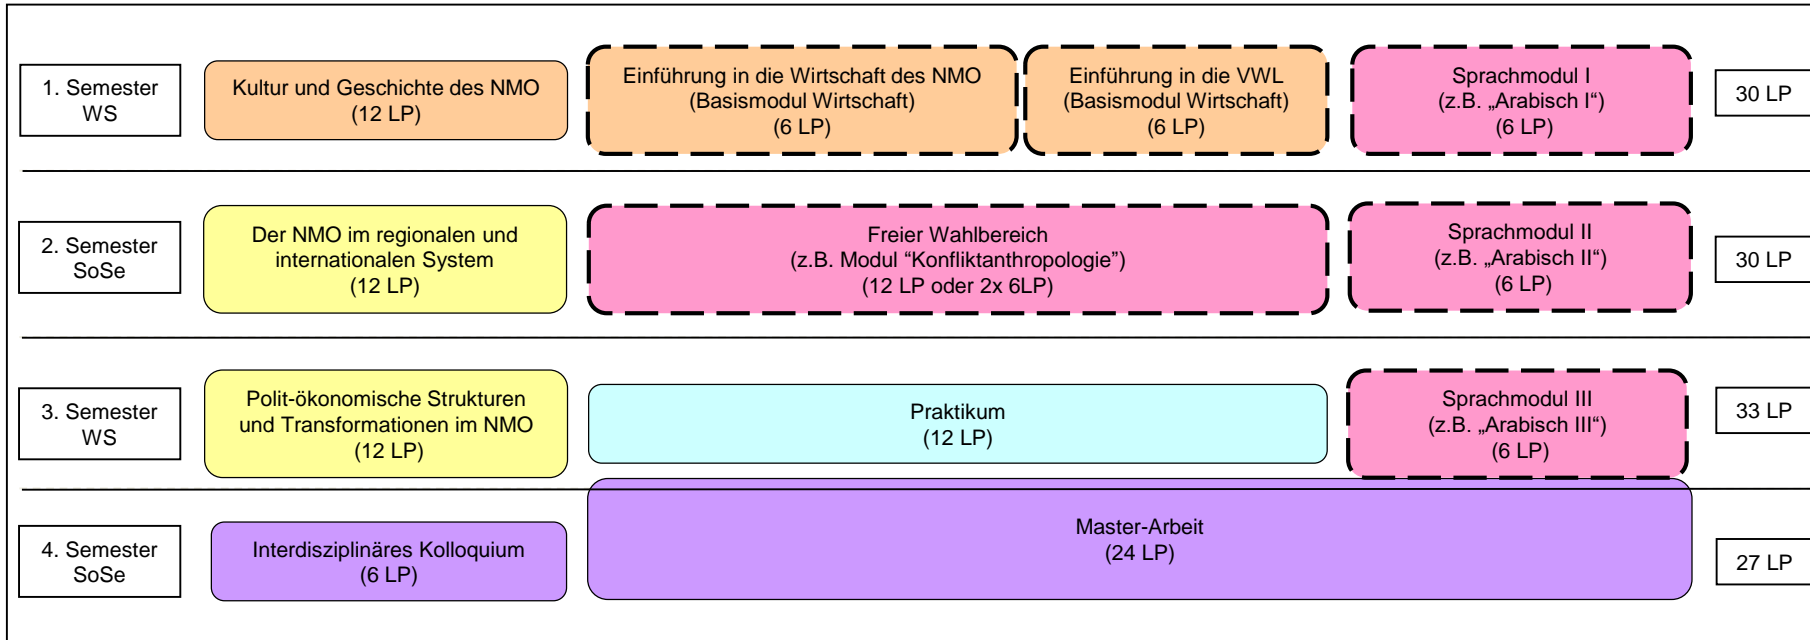 1. Semester
WS
Kultur und Geschichte des NMO
(12 LP)
Einführung in die Wirtschaft des NMO
(Basismodul Wirtschaft)
(6 LP)
Einführung in die VWL
(Basismodul Wirtschaft)
(6 LP)
Sprachmodul I
(z.B. „Arabisch I“)
(6 LP)
30 LP
2. Semester
SoSe
Der NMO im regionalen und
internationalen System
(12 LP)
Freier Wahlbereich
(z.B. Modul “Konfliktanthropologie”)
(12 LP oder 2x 6LP)
Sprachmodul II
(z.B. „Arabisch II“)
(6 LP)
30 LP
3. Semester
WS
Polit-ökonomische Strukturen
und Transformationen im NMO
(12 LP)
Praktikum
(12 LP)
Sprachmodul III
(z.B. „Arabisch III“)
(6 LP)
33 LP
4. Semester
SoSe
Interdisziplinäres Kolloquium
(6 LP)
Master-Arbeit
(24 LP)
27 LP